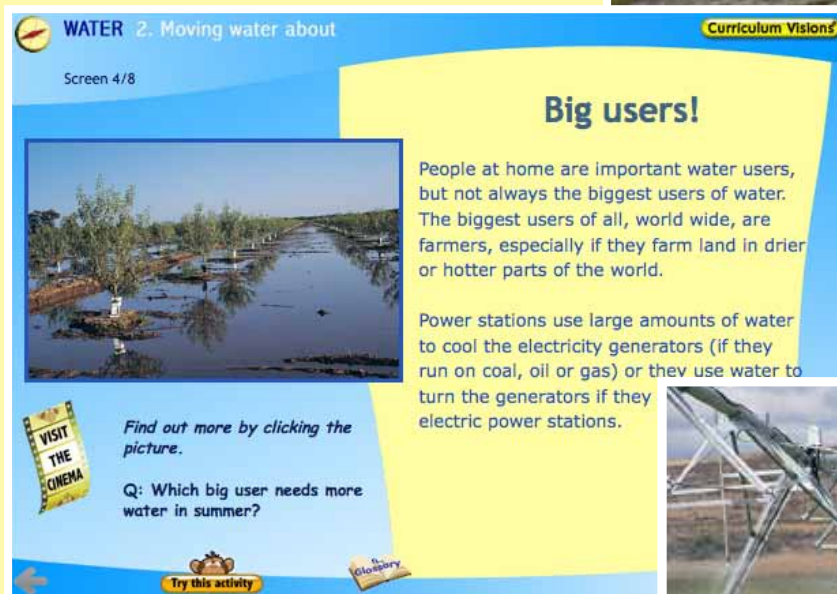 WATER 2. Moving water about
Curriculum Visions
Screen 4/8
Big users!
People at home are important water users,
but not always the biggest users of water.
The biggest users of all, world wide, are
farmers, especially if they farm land in drier
or hotter parts of the world.
Power stations use large amounts of water
to cool the electricity generators (if they
run on coal, oil or gas) or they use water to
turn the generators if they
electric power stations.
VISIT
THE
CINEMA
Find out more by clicking the
picture.
Q: Which big user needs more
water in summer?
Try this activity
Glossary